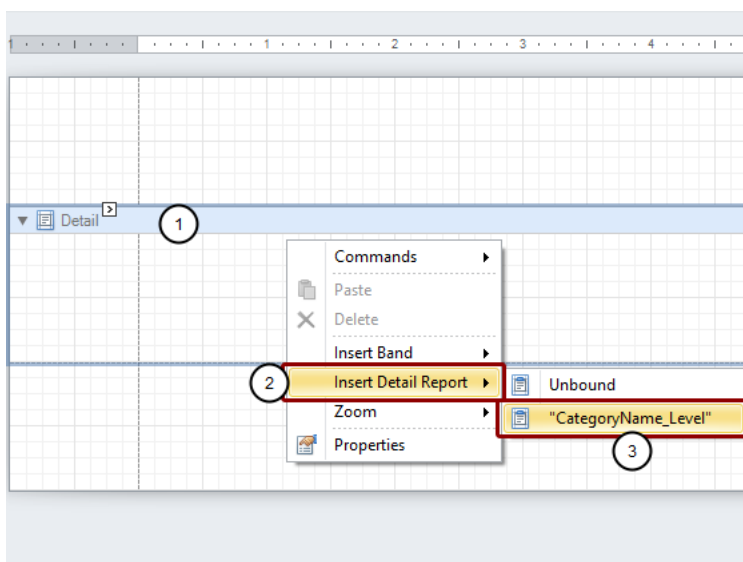 1 1 2 3 4
Detail
1
Commands
Paste
Delete
Insert Band
2
Insert Detail Report
Unbound
Zoom
"CategoryName_Level"
3
Properties